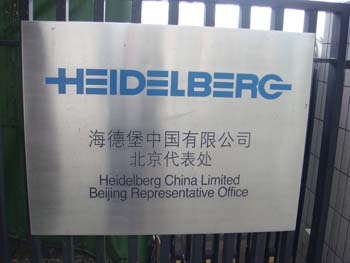 HEIDELBERG
海德堡中国有限公司
北京代表处
Heidelberg China Limited
Beijing Representative Office